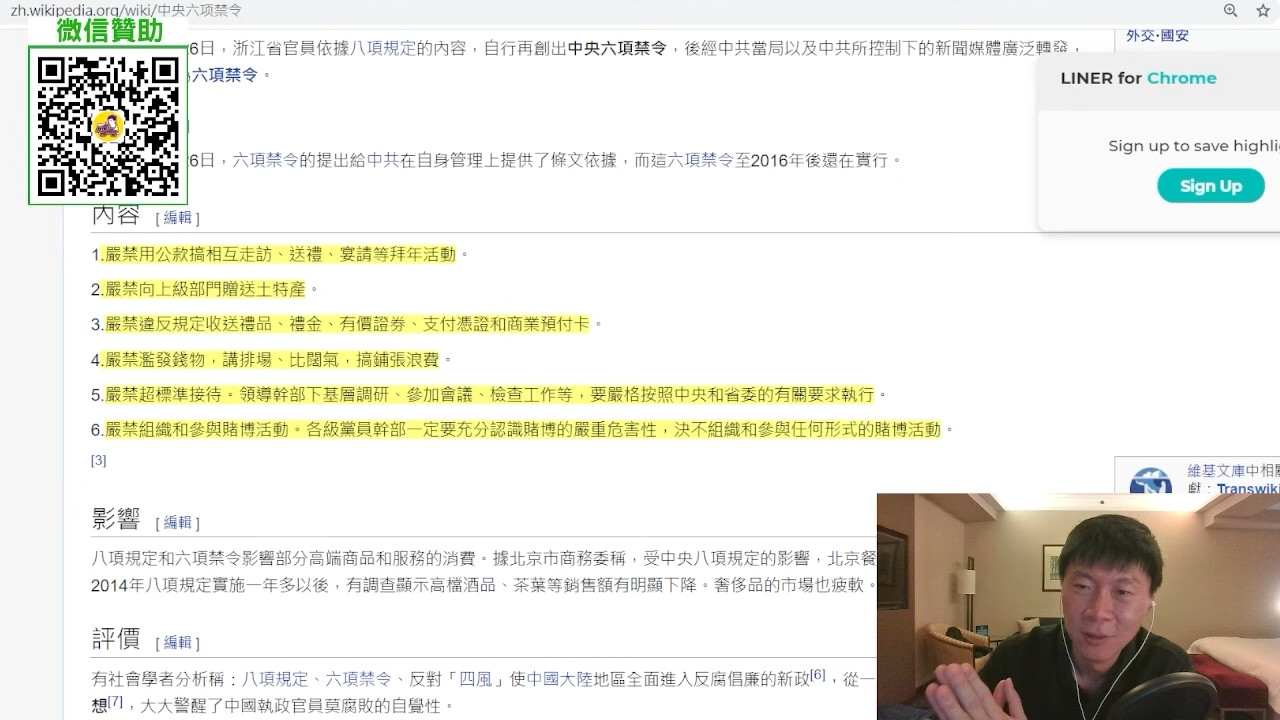 zh.wikipedia.org/wiki/中央六項禁令
微信贊助
6日，浙江省官員依據八項規定的內容，自行再創出中央六項禁令，後經中共當局以及中共所控制下的新聞媒體廣泛轉發，
六項禁令。
6日，六項禁令的提出給中共在自身管理上提供了條文依據，而這六項禁令至2016年後還在實行。
外交·國安
LINER for Chrome
Sign up to save highli
Sign Up
內容 [編輯]
1.嚴禁用公款搞相互走訪、送禮、宴請等拜年活動。
2.嚴禁向上級部門贈送土特產。
3.嚴禁違反規定收送禮品、禮金、有價證券、支付憑證和商業預付卡。
4.嚴禁濫發錢物，講排場、比闊氣，搞鋪張浪費。
5.嚴禁超標準接待。領導幹部下基層調研、參加會議、檢查工作等，要嚴格按照中央和省委的有關要求執行。
6.嚴禁組織和參與賭博活動。各級黨員幹部一定要充分認識賭博的嚴重危害性，決不組織和參與任何形式的賭博活動。
[3]
維基文庫中相關
獻：Transwiki
影響 [編輯]
八項規定和六項禁令影響部分高端商品和服務的消費。據北京市商務委稱，受中央八項規定的影響，北京餐
2014年八項規定實施一年多以後，有調查顯示高檔酒品、茶葉等銷售額有明顯下降。奢侈品的市場也疲軟。
評價 [編輯]
有社會學者分析稱：八項規定、六項禁令、反對「四風」使中國大陸地區全面進入反腐倡廉的新政[6]，從一
想[7]，大大警醒了中國執政官員莫腐敗的自覺性。